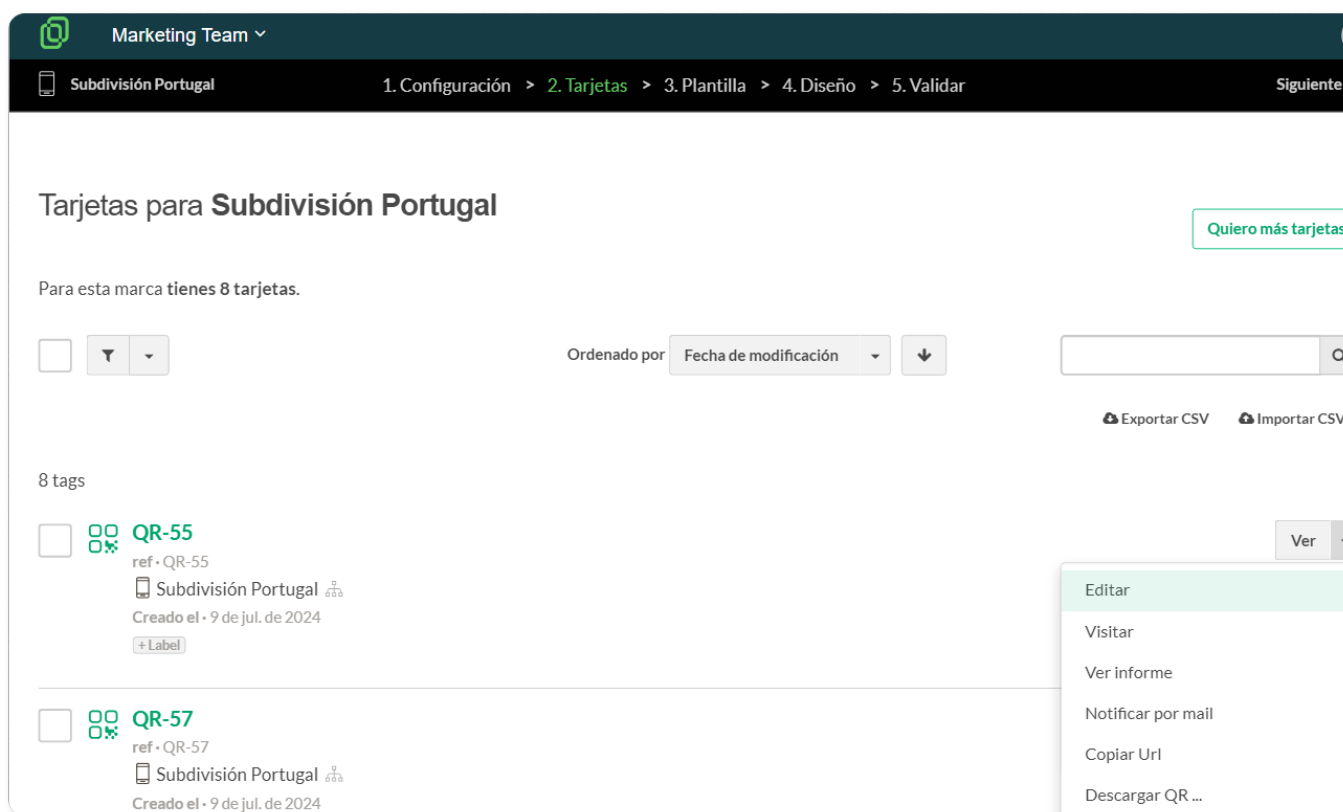 Marketing Team
Subdivisión Portugal 1. Configuración > 2. Tarjetas > 3. Plantilla > 4. Diseño > 5. Validar Siguiente
Tarjetas para Subdivisión Portugal
Quiero más tarjetas
Para esta marca tienes 8 tarjetas.
Ordenado por Fecha de modificación
Exportar CSV Importar CSV
8 tags
QR-55
Ver
ref · QR-55
Subdivisión Portugal
Creado el · 9 de jul. de 2024
+ Label
Editar
Visitar
Ver informe
Notificar por mail
Copiar Url
Descargar QR ...
QR-57
ref · QR-57
Subdivisión Portugal
Creado el · 9 de jul. de 2024